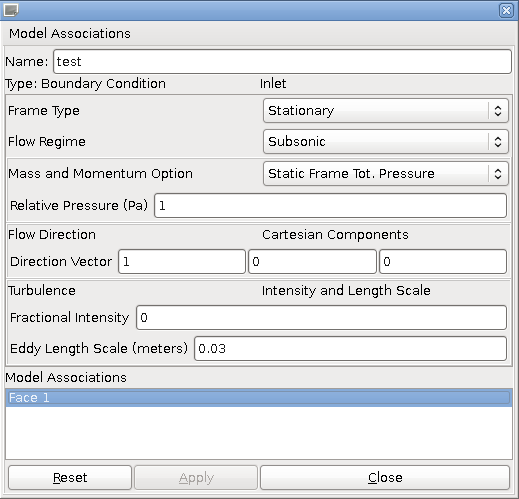 Model Associations
Name: test
Type: Boundary Condition Inlet
Frame Type Stationary
Flow Regime Subsonic
Mass and Momentum Option Static Frame Tot. Pressure
Relative Pressure (Pa) 1
Flow Direction Cartesian Components
Direction Vector 1 0 0
Turbulence Intensity and Length Scale
Fractional Intensity 0
Eddy Length Scale (meters) 0.03
Model Associations
Face 1
Reset Apply Close